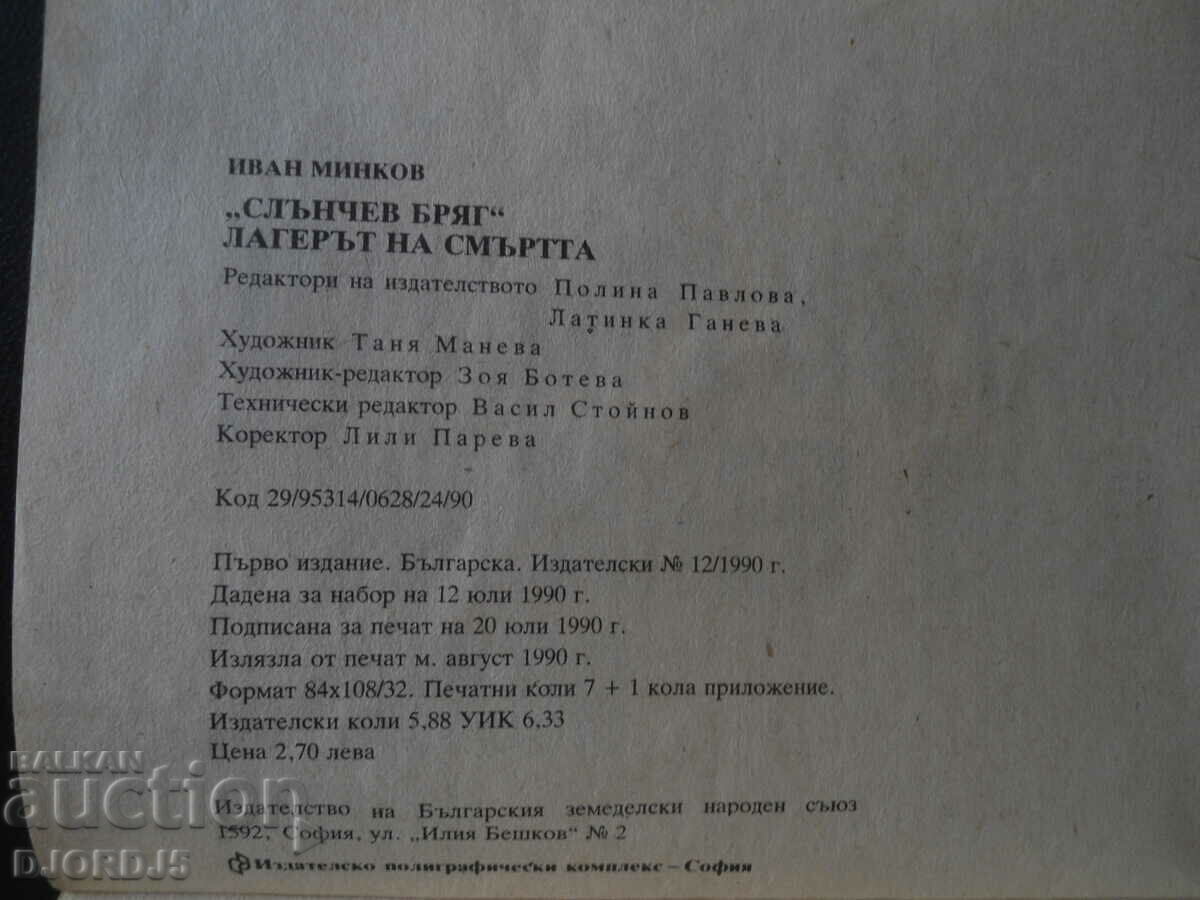 ИВАН МИНКОВ
„СЛЪНЧЕВ БРЯГ“
ЛАГЕРЪТ НА СМЪРТТА
Редактори на издателството Полина Павлова,
Латинка Ганева
Художник Таня Манева
Художник-редактор Зоя Ботева
Технически редактор Васил Стойнов
Коректор Лили Парева
Код 29/95314/0628/24/90
Първо издание. Българска. Издателски № 12/1990 г.
Дадена за набор на 12 юли 1990 г.
Подписана за печат на 20 юли 1990 г.
Излязла от печат м. август 1990 г.
Формат 84x108/32. Печатни коли 7 + 1 кола приложение.
Издателски коли 5,88 УИК 6,33
Цена 2,70 лева
Издателство на Българския земеделски народен съюз
1592, София, ул. „Илия Бешков“ № 2
Издателско полиграфически комплекс – София
BALKAN
auction
DJORDJ5